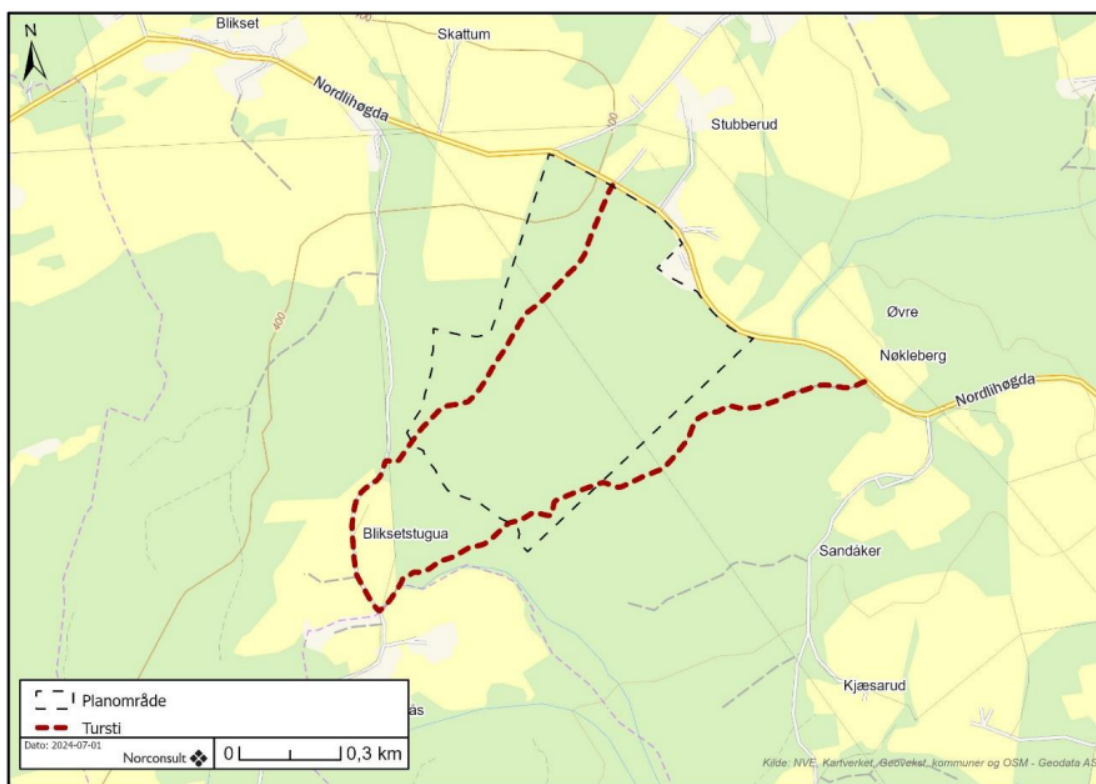 N
Blikset
Skattum
Nordlihøgda
Stubberud
Øvre
Nøkleberg
Nordlihøgda
400
Bliksetstugua
Sandåker
Kjæsarud
ås
Planområde
Tursti
Dato: 2024-07-01
Norconsult
0
0,3 km
Kilde: NVE, Kartverket, Geovekst, kommuner og OSM - Geodata AS